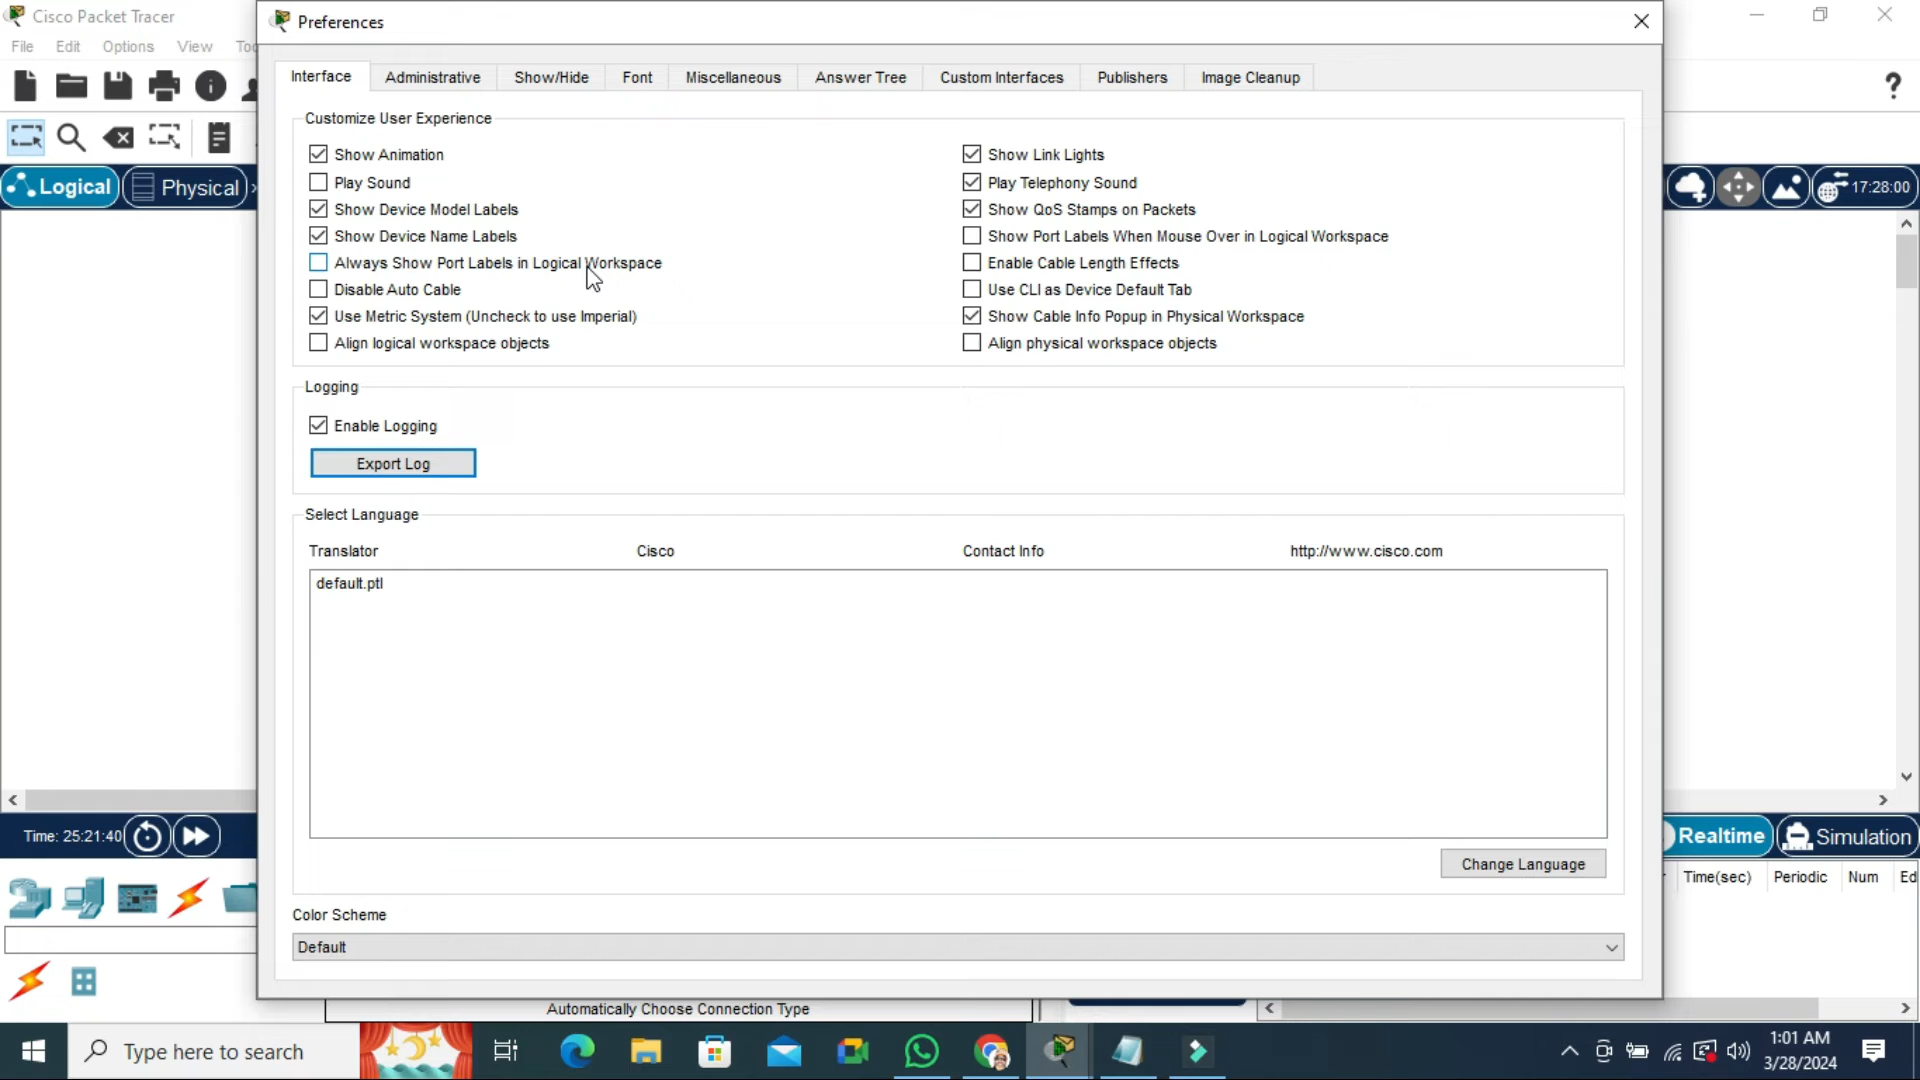 Cisco Packet Tracer
Preferences
File Edit Options View
Interface Administrative Show/Hide Font Miscellaneous Answer Tree Custom Interfaces Publishers Image Cleanup
?
Customize User Experience
Show Animation
Show Link Lights
Play Sound
Play Telephony Sound
Logical
Physical
17:28:00
Show Device Model Labels
Show QoS Stamps on Packets
Show Device Name Labels
Show Port Labels When Mouse Over in Logical Workspace
Always Show Port Labels in Logical Workspace
Enable Cable Length Effects
Disable Auto Cable
Use CLI as Device Default Tab
Use Metric System (Uncheck to use Imperial)
Show Cable Info Popup in Physical Workspace
Align logical workspace objects
Align physical workspace objects
Logging
Enable Logging
Export Log
Select Language
Translator Cisco Contact Info http://www.cisco.com
default.ptl
Time: 25:21:40
Realtime
Simulation
Change Language
Time(sec) Periodic Num Ed
Color Scheme
Default
Automatically Choose Connection Type
Type here to search
1:01 AM
3/28/2024